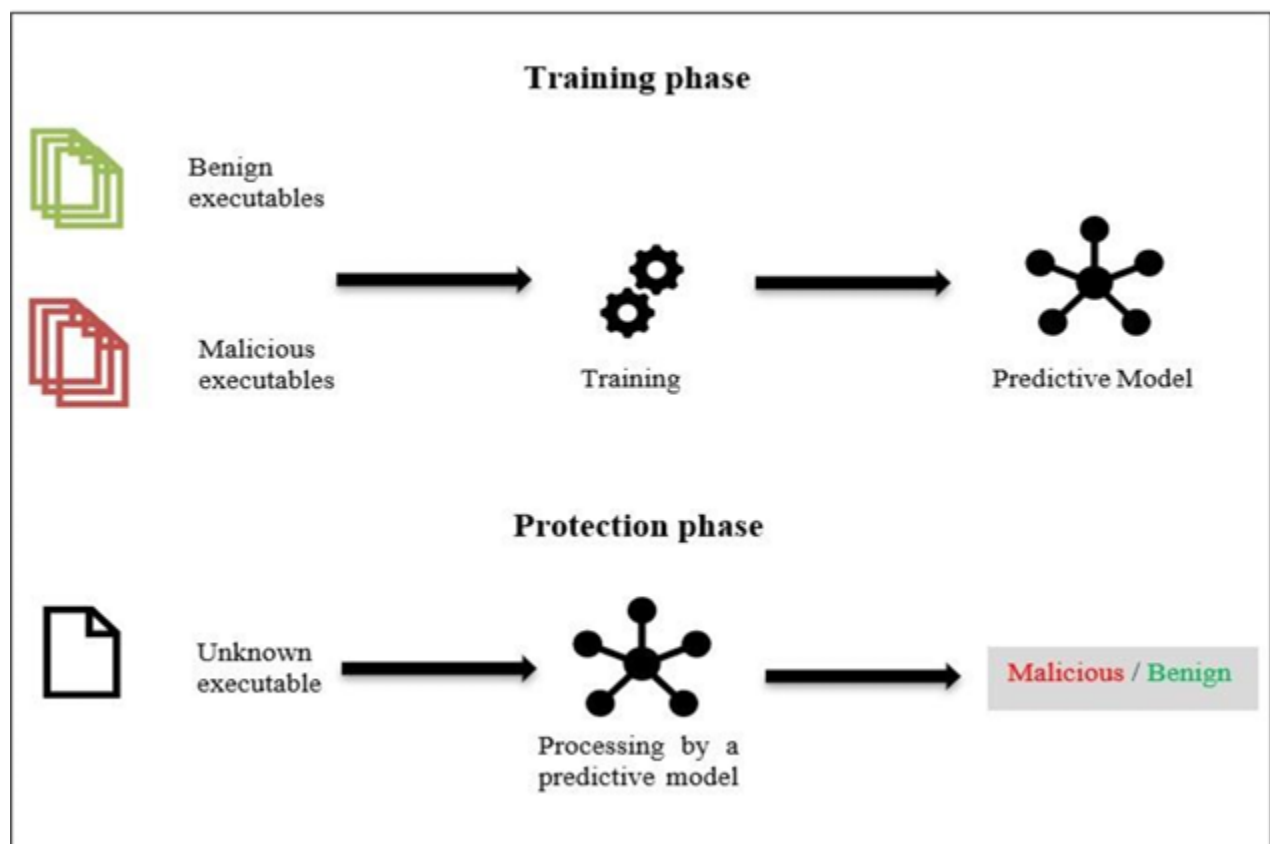 Training phase
Benign
executables
Malicious
executables
Training
Predictive Model
Protection phase
Unknown
executable
Processing by a
predictive model
Malicious / Benign